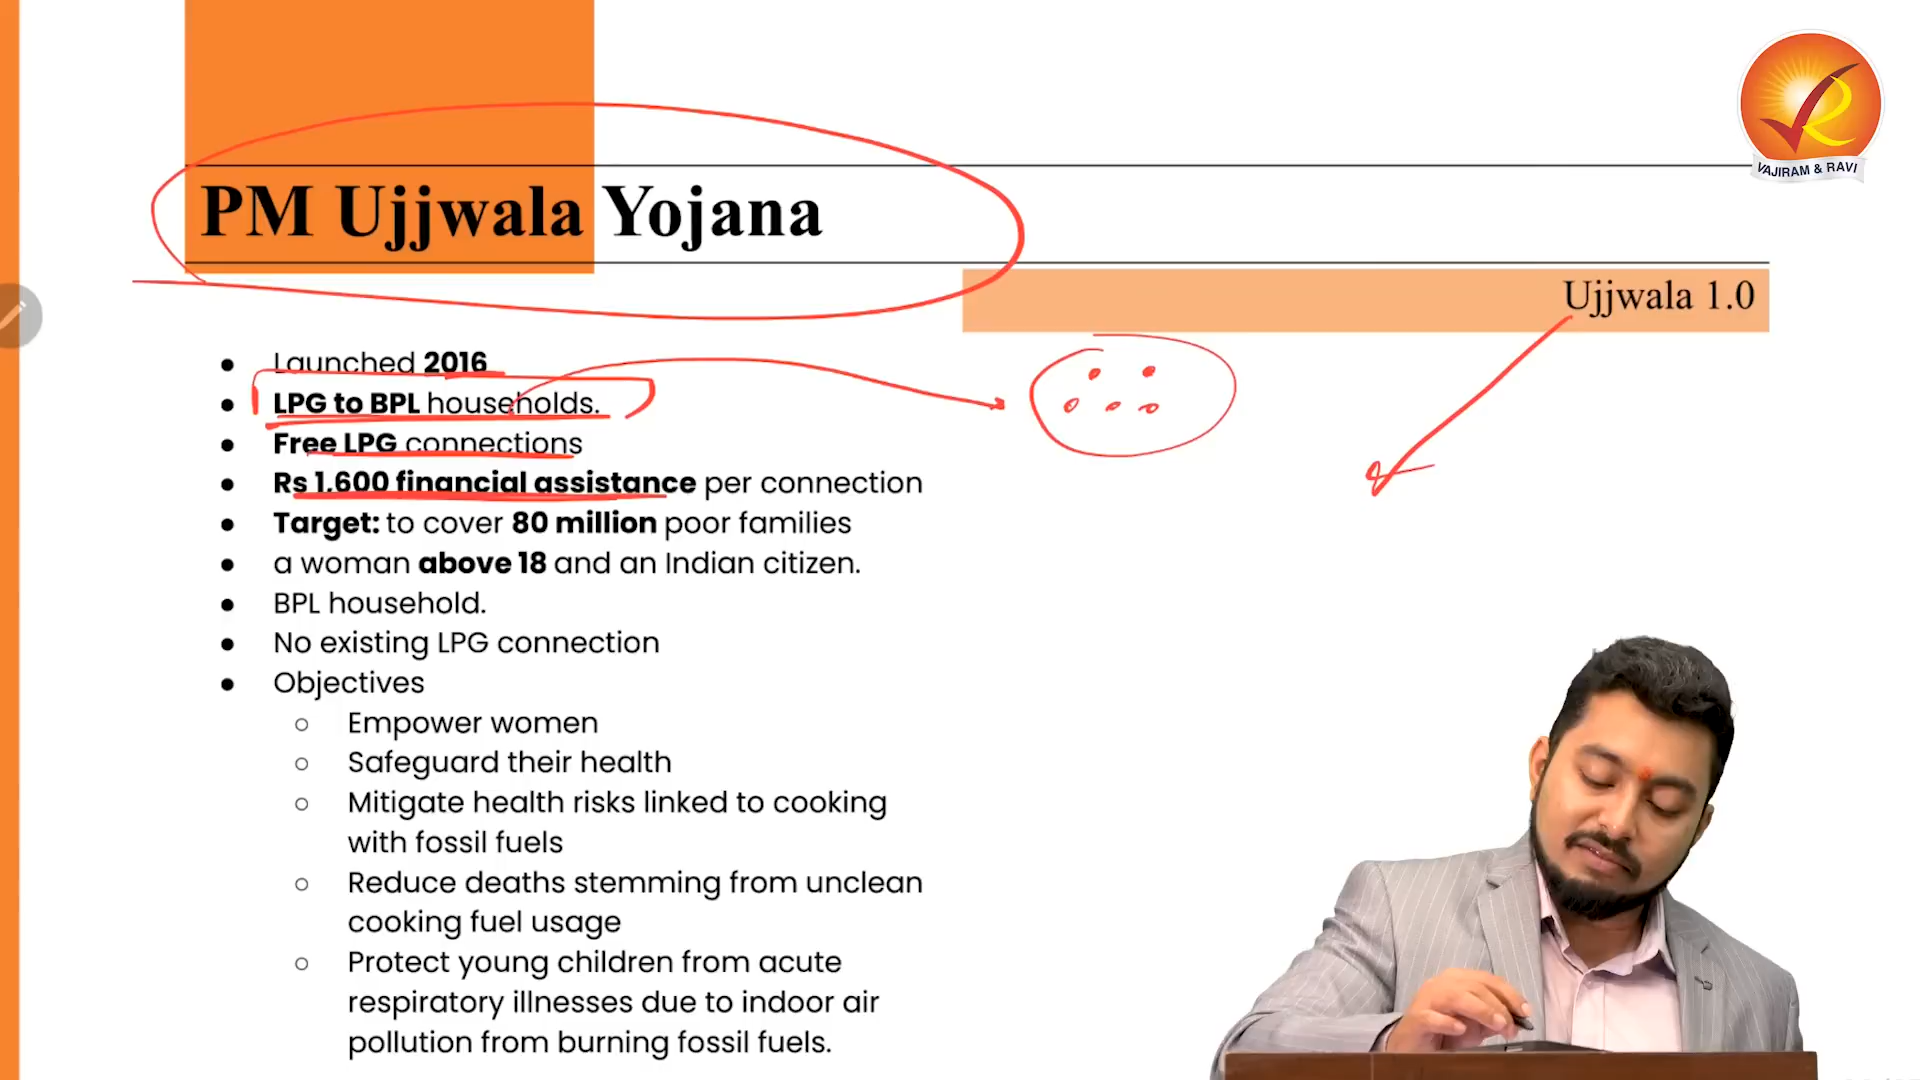 VAJIRAM & RAVI
PM Ujjwala Yojana
Ujjwala 1.0
● Launched 2016
● LPG to BPL households.
● Free LPG connections
● Rs 1,600 financial assistance per connection
● Target: to cover 80 million poor families
● a woman above 18 and an Indian citizen.
● BPL household.
● No existing LPG connection
● Objectives
○ Empower women
○ Safeguard their health
○ Mitigate health risks linked to cooking
with fossil fuels
○ Reduce deaths stemming from unclean
cooking fuel usage
○ Protect young children from acute
respiratory illnesses due to indoor air
pollution from burning fossil fuels.